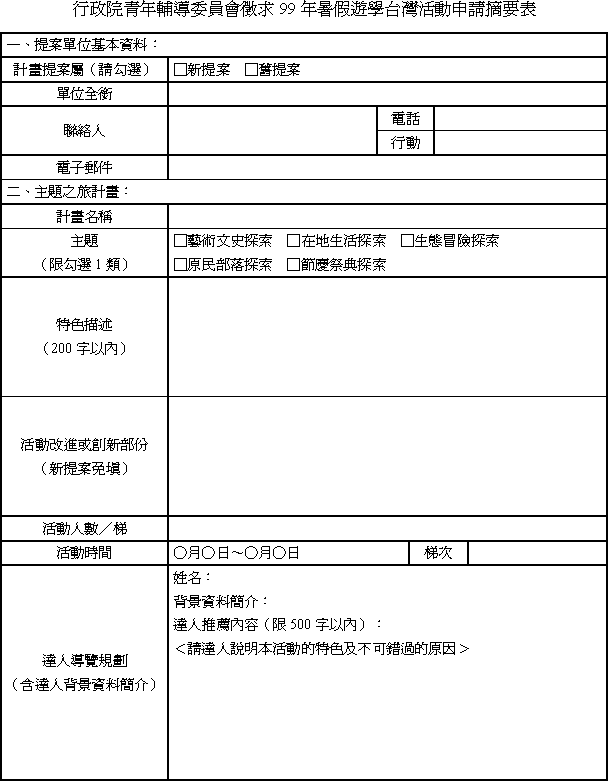 行政院青年輔導委員會徵求 99 年暑假遊學台灣活動申請摘要表
一、提案單位基本資料：
計畫提案屬（請勾選） □新提案 □舊提案
單位全銜
聯絡人
電話
行動
電子郵件
二、主題之旅計畫：
計畫名稱
主題
（限勾選 1 類）
□藝術文史探索 □在地生活探索 □生態冒險探索
□原民部落探索 □節慶祭典探索
特色描述
（200 字以內）
活動改進或創新部份
（新提案免填）
活動人數／梯
活動時間 ○月○日～○月○日 梯次
達人導覽規劃
（含達人背景資料簡介）
姓名：
背景資料簡介：
達人推薦內容（限 500 字以內）：
＜請達人說明本活動的特色及不可錯過的原因＞